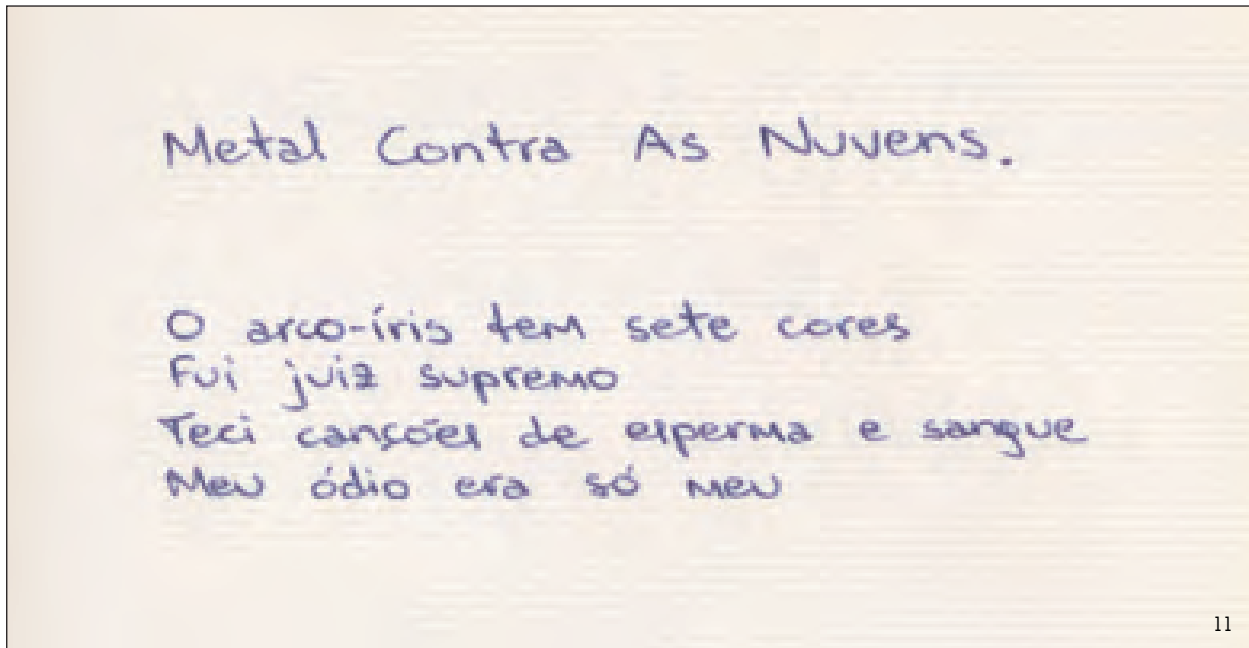 Metal Contra As Nuvens.
O arco-íris tem sete cores
Fui juiz supremo
Teci canções de esperma e sangue
Meu ódio era só meu
11